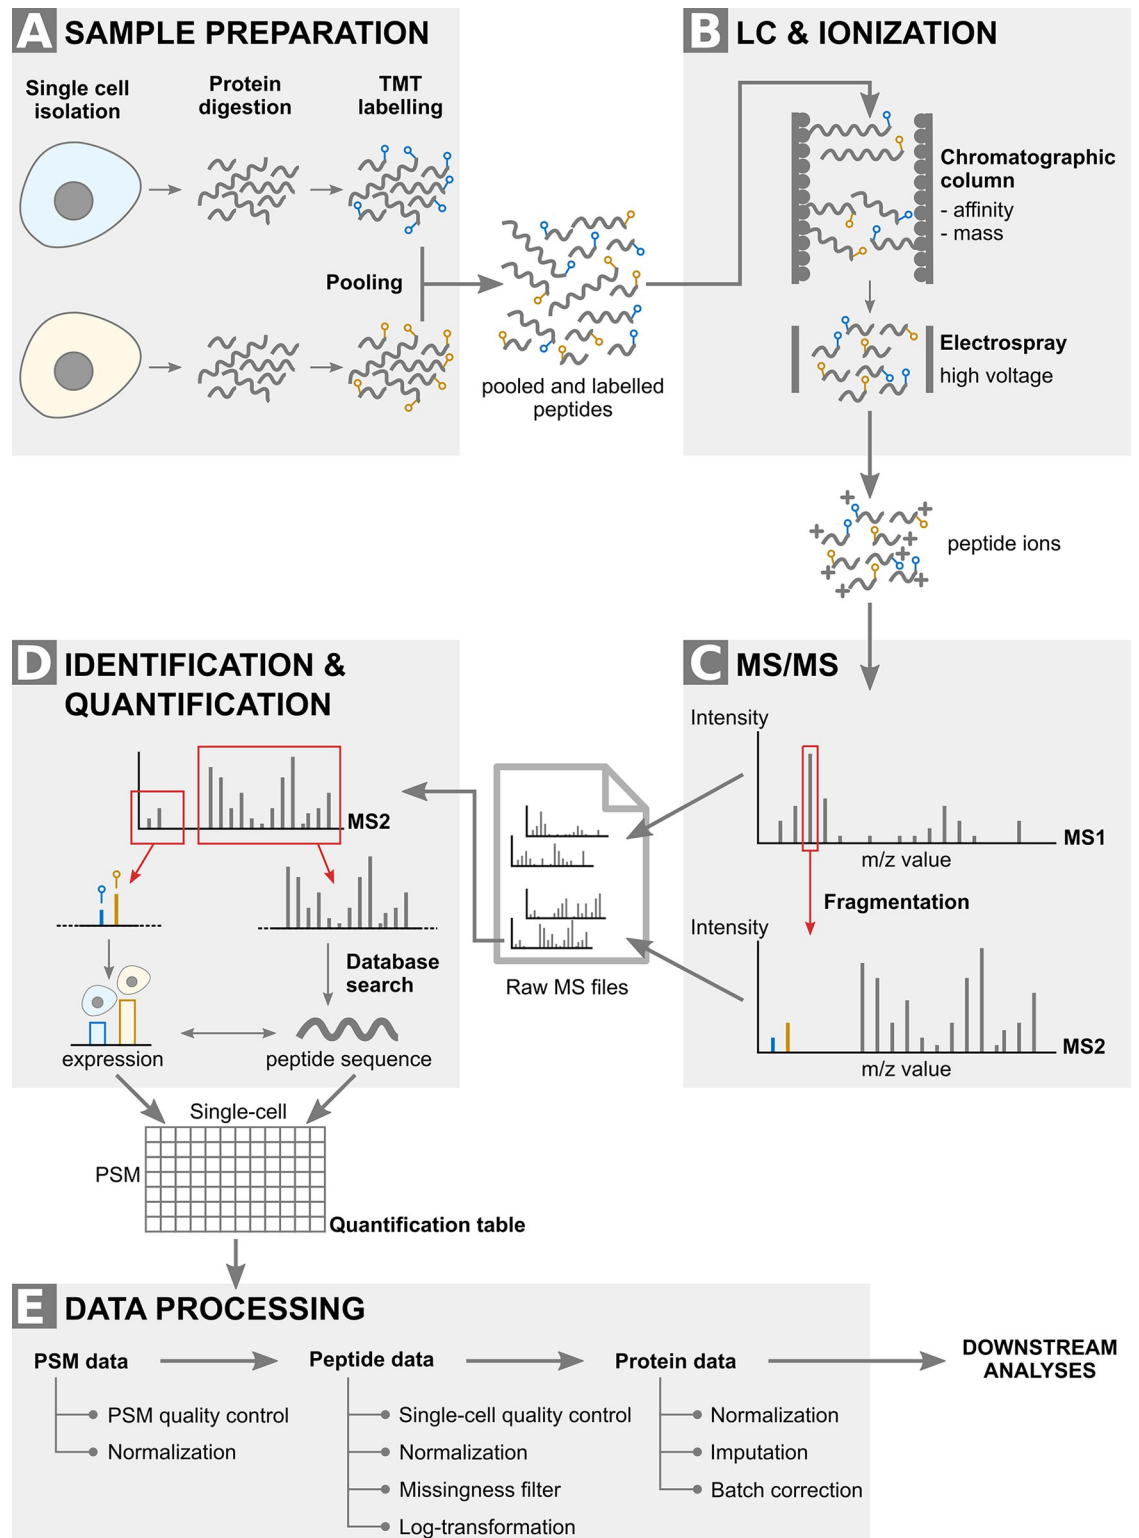 A SAMPLE PREPARATION
Single cell
isolation
Protein
digestion
TMT
labelling
Pooling
pooled and labelled
peptides
B LC & IONIZATION
Chromatographic
column
- affinity
- mass
Electrospray
high voltage
peptide ions
C MS/MS
Intensity
MS1
m/z value
Fragmentation
Intensity
MS2
m/z value
Raw MS files
D IDENTIFICATION &
QUANTIFICATION
MS2
Database
search
expression
peptide sequence
Single-cell
PSM
Quantification table
E DATA PROCESSING
PSM data
PSM quality control
Normalization
Peptide data
Single-cell quality control
Normalization
Missingness filter
Log-transformation
Protein data
Normalization
Imputation
Batch correction
DOWNSTREAM
ANALYSES